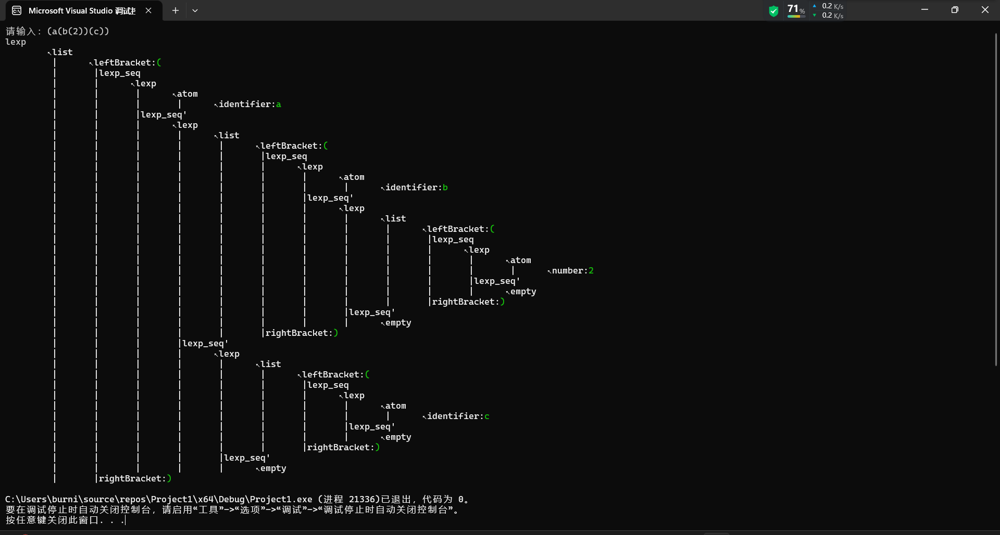 Microsoft Visual Studio 调试控
71%
0.2 K/s
0.2 K/s
请输入: (a(b(2))(c))
lexp
↖list
|       ↖leftBracket:(
|       |lexp_seq
|       |       ↖lexp
|       |       |       ↖atom
|       |       |       |       ↖identifier:a
|       |       |lexp_seq'
|       |       |       ↖lexp
|       |       |       |       ↖list
|       |       |       |       |       ↖leftBracket:(
|       |       |       |       |       |lexp_seq
|       |       |       |       |       |       ↖lexp
|       |       |       |       |       |       |       ↖atom
|       |       |       |       |       |       |       |       ↖identifier:b
|       |       |       |       |       |       |lexp_seq'
|       |       |       |       |       |       |       ↖lexp
|       |       |       |       |       |       |       |       ↖list
|       |       |       |       |       |       |       |       |       ↖leftBracket:(
|       |       |       |       |       |       |       |       |       |lexp_seq
|       |       |       |       |       |       |       |       |       |       ↖lexp
|       |       |       |       |       |       |       |       |       |       |       ↖atom
|       |       |       |       |       |       |       |       |       |       |       |       ↖number:2
|       |       |       |       |       |       |       |       |       |       |lexp_seq'
|       |       |       |       |       |       |       |       |       |       |       ↖empty
|       |       |       |       |       |       |       |       |       |rightBracket:)
|       |       |       |       |       |       |       |lexp_seq'
|       |       |       |       |       |       |       |       ↖empty
|       |       |       |       |       |rightBracket:)
|       |       |       |lexp_seq'
|       |       |       |       ↖lexp
|       |       |       |       |       ↖list
|       |       |       |       |       |       ↖leftBracket:(
|       |       |       |       |       |       |lexp_seq
|       |       |       |       |       |       |       ↖lexp
|       |       |       |       |       |       |       |       ↖atom
|       |       |       |       |       |       |       |       |       ↖identifier:c
|       |       |       |       |       |       |       |lexp_seq'
|       |       |       |       |       |       |       |       ↖empty
|       |       |       |       |       |       |rightBracket:)
|       |       |       |       |lexp_seq'
|       |       |       |       |       ↖empty
|       |rightBracket:)
C:\Users\burni\source\repos\Project1\x64\Debug\Project1.exe (进程 21336)已退出，代码为 0。
要在调试停止时自动关闭控制台，请启用“工具”->“选项”->“调试”->“调试停止时自动关闭控制台”。
按任意键关闭此窗口. . .